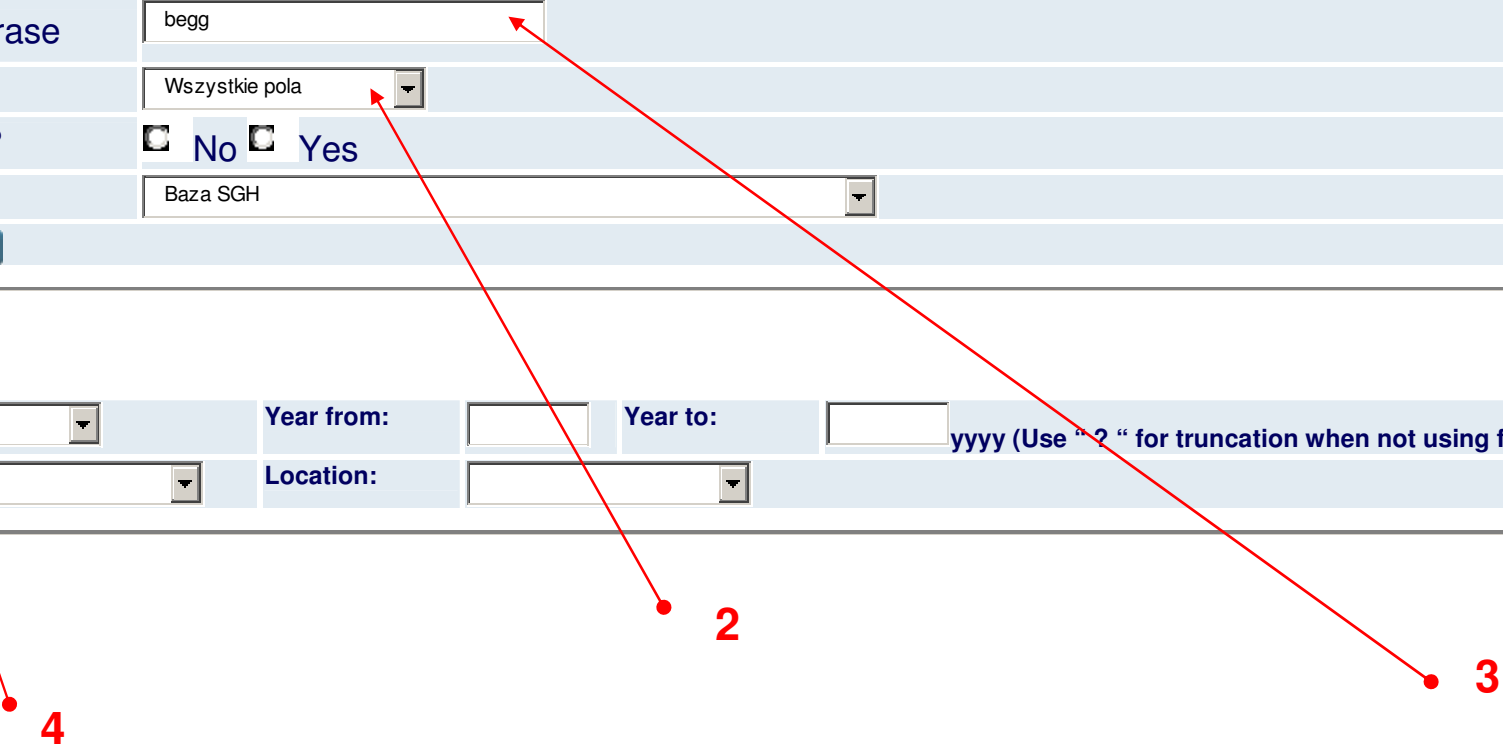 begg
Wszystkie pola
No Yes
Baza SGH
Year from: Year to:
yyyy (Use “ ? “ for truncation when not using
Location:
2
3
4